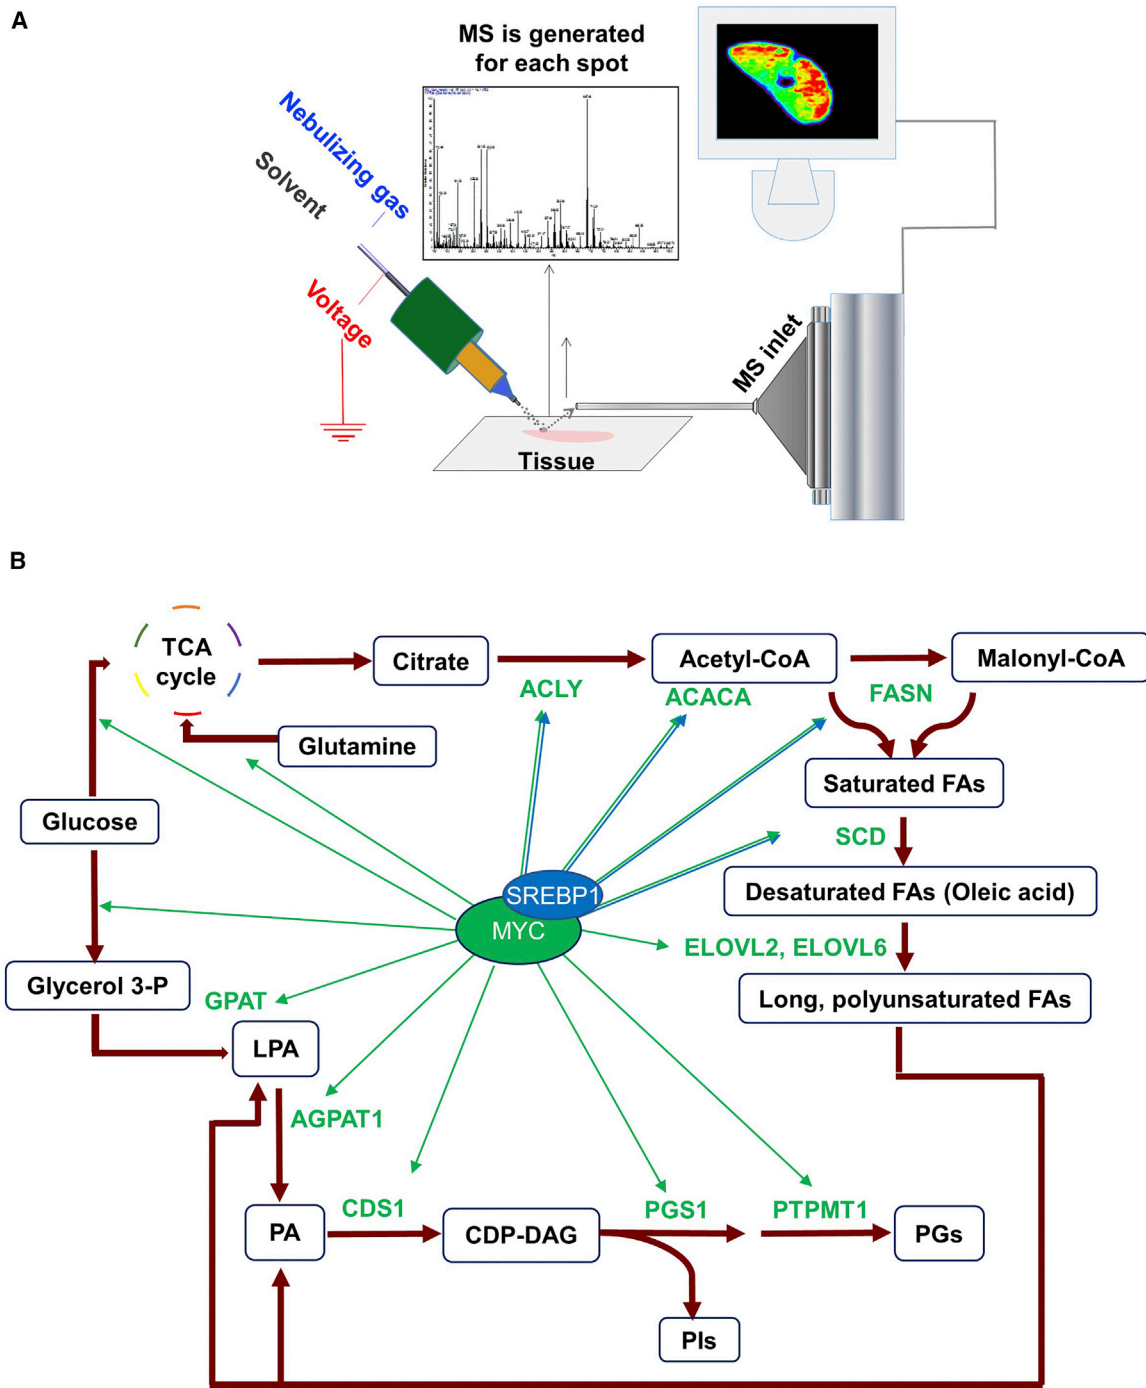 A
MS is generated
for each spot
Nebulizing gas
Solvent
Voltage
MS inlet
Tissue
B
TCA
cycle
Citrate
Acetyl-CoA
Malonyl-CoA
ACLY
ACACA
FASN
Glutamine
Saturated FAs
Glucose
SCD
Desaturated FAs (Oleic acid)
SREBP1
MYC
ELOVL2, ELOVL6
Glycerol 3-P
GPAT
Long, polyunsaturated FAs
LPA
AGPAT1
CDS1
PGS1
PTPMT1
PA
CDP-DAG
PGs
PIs